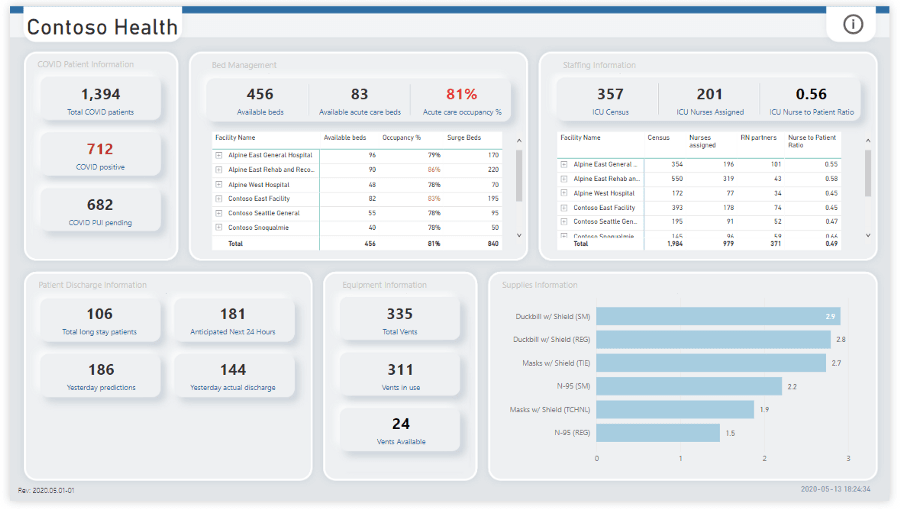 Contoso Health
COVID Patient Information
1,394
Total COVID patients
712
COVID positive
682
COVID PUI pending
Bed Management
456
Available beds
83
Available acute care beds
81%
Acute care occupancy %
Facility Name Available beds Occupancy % Surge Beds
Alpine East General Hospital 96 79% 170
Alpine East Rehab and Reco... 90 86% 220
Alpine West Hospital 48 78% 70
Contoso East Facility 82 83% 195
Contoso Seattle General 55 78% 95
Contoso Snoqualmie 40 78% 50
Total 456 81% 840
Staffing Information
357
ICU Census
201
ICU Nurses Assigned
0.56
ICU Nurse to Patient Ratio
Facility Name Census Nurses RN partners Nurse to Patient
assigned Ratio
Alpine East General ... 354 196 101 0.55
Alpine East Rehab an... 550 319 43 0.58
Alpine West Hospital 172 77 34 0.45
Contoso East Facility 393 178 74 0.45
Contoso Seattle Gen... 195 91 52 0.47
Contoso Snoqualmie 145 96 59 0.66
Total 1,984 979 371 0.49
Patient Discharge Information
106
Total long stay patients
181
Anticipated Next 24 Hours
186
Yesterday predictions
144
Yesterday actual discharge
Equipment Information
335
Total Vents
311
Vents in use
24
Vents Available
Supplies Information
Duckbill w/ Shield (SM) 2.9
Duckbill w/ Shield (REG) 2.8
Masks w/ Shield (TIE) 2.7
N-95 (SM) 2.2
Masks w/ Shield (TCHNL) 1.9
N-95 (REG) 1.5
0 1 2 3
Rev: 2020.05.01-01
2020-05-13 18:24:34